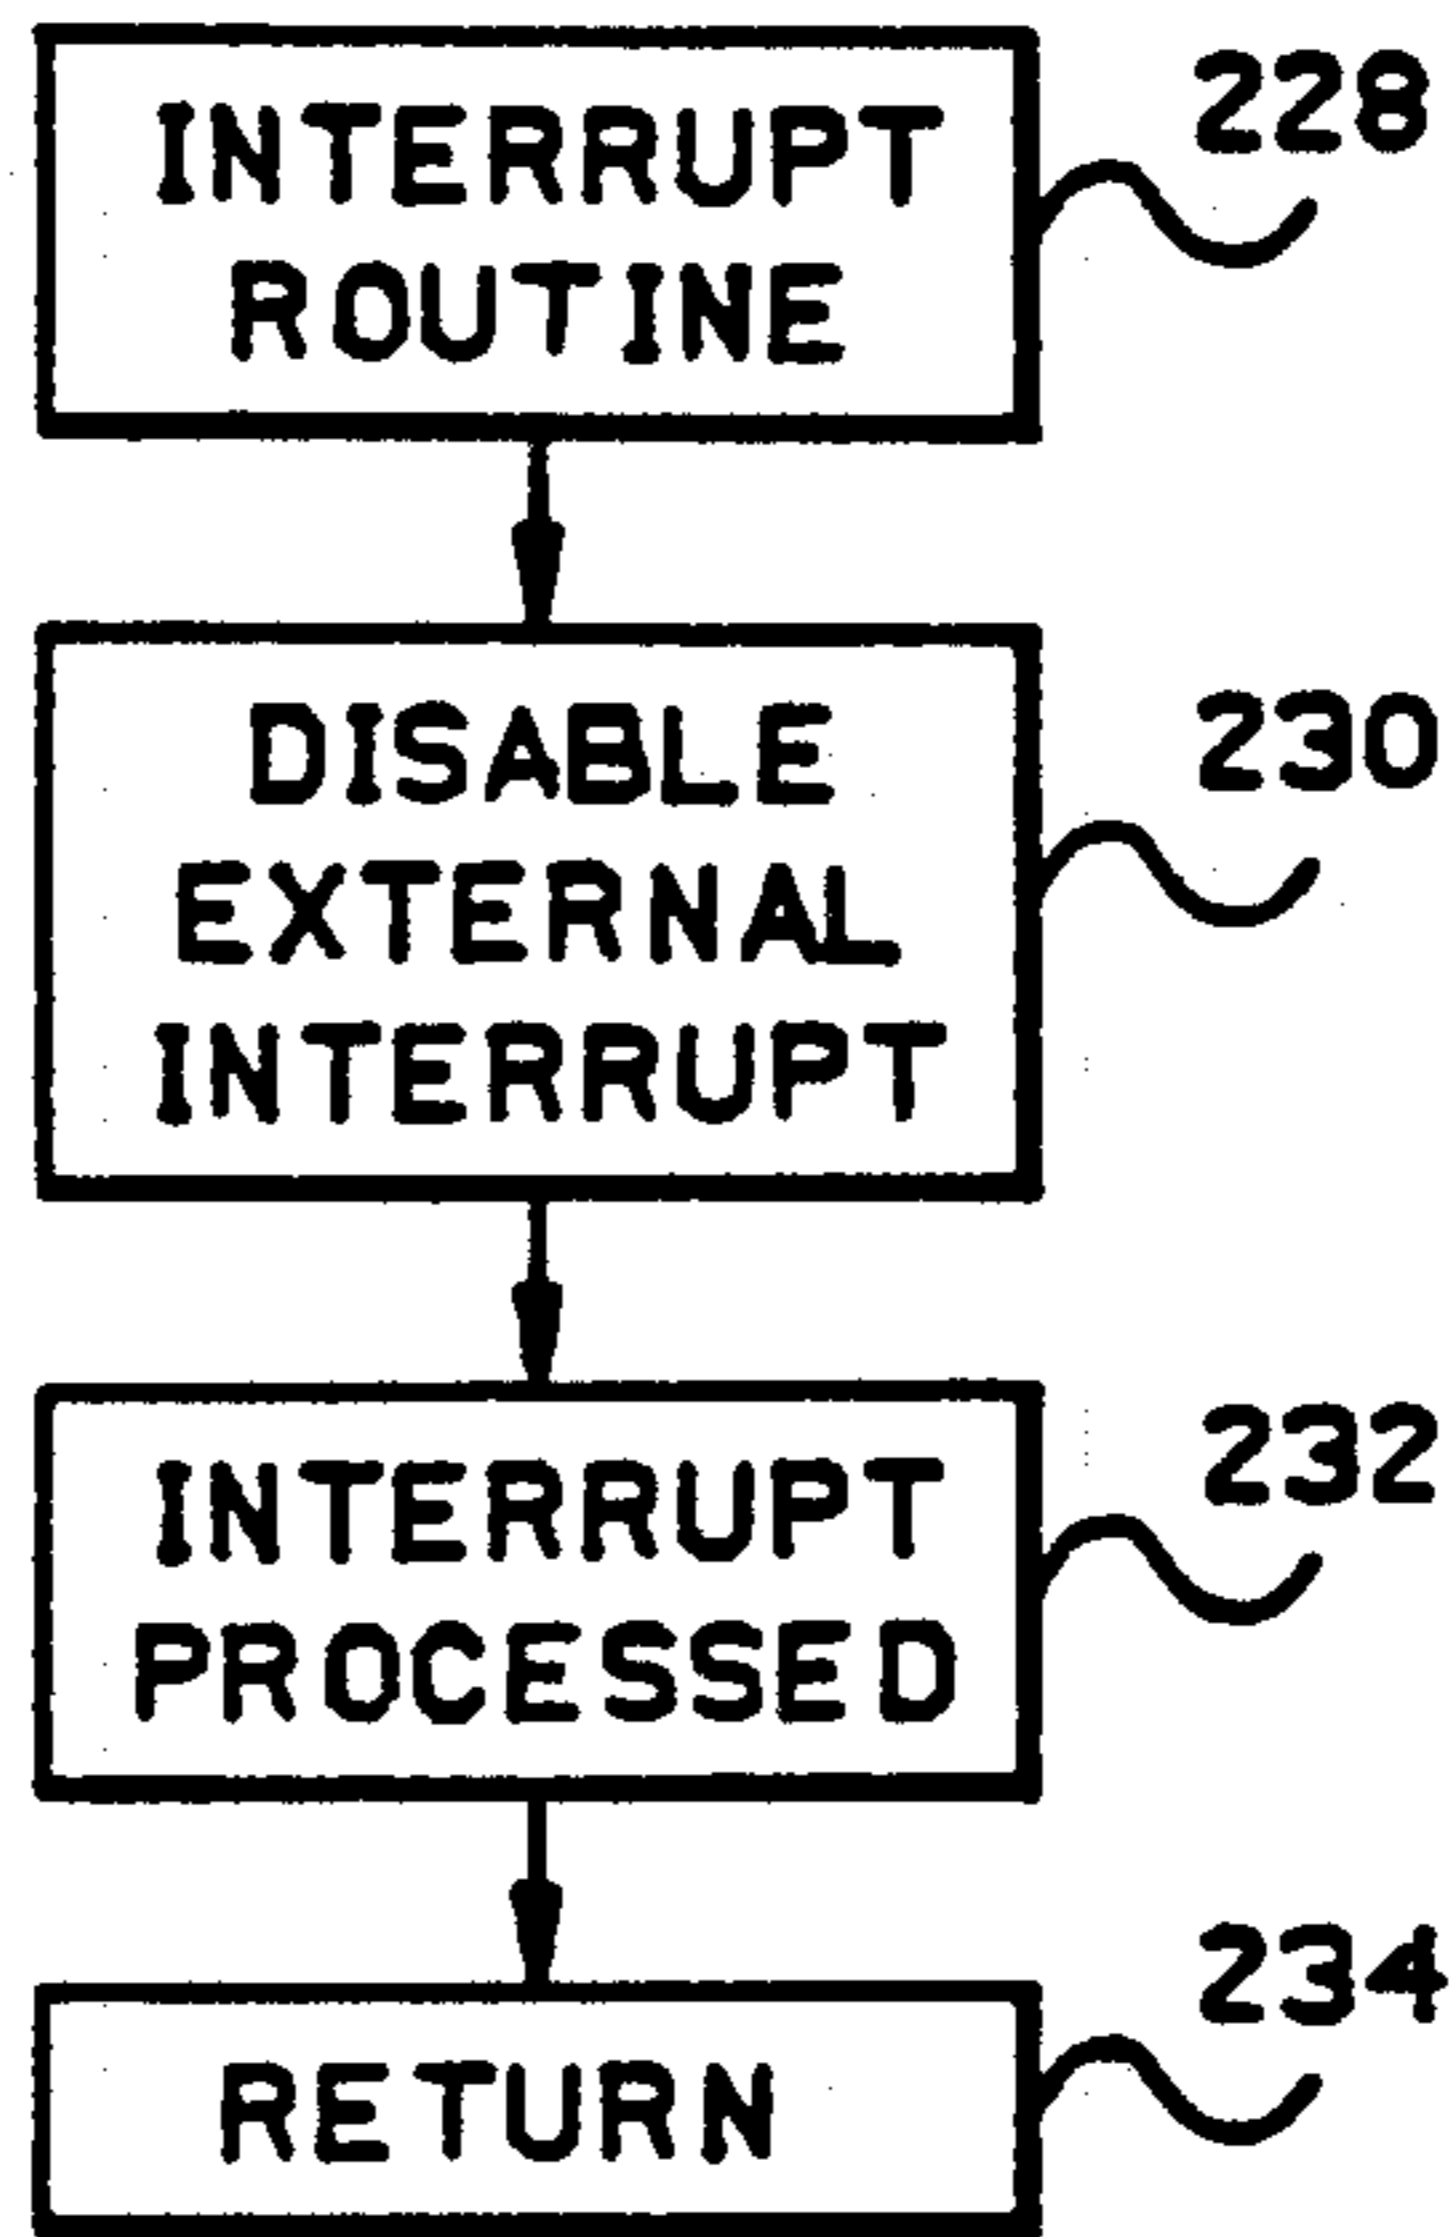 INTERRUPT
ROUTINE
228
DISABLE
EXTERNAL
INTERRUPT
230
INTERRUPT
PROCESSED
232
RETURN
234